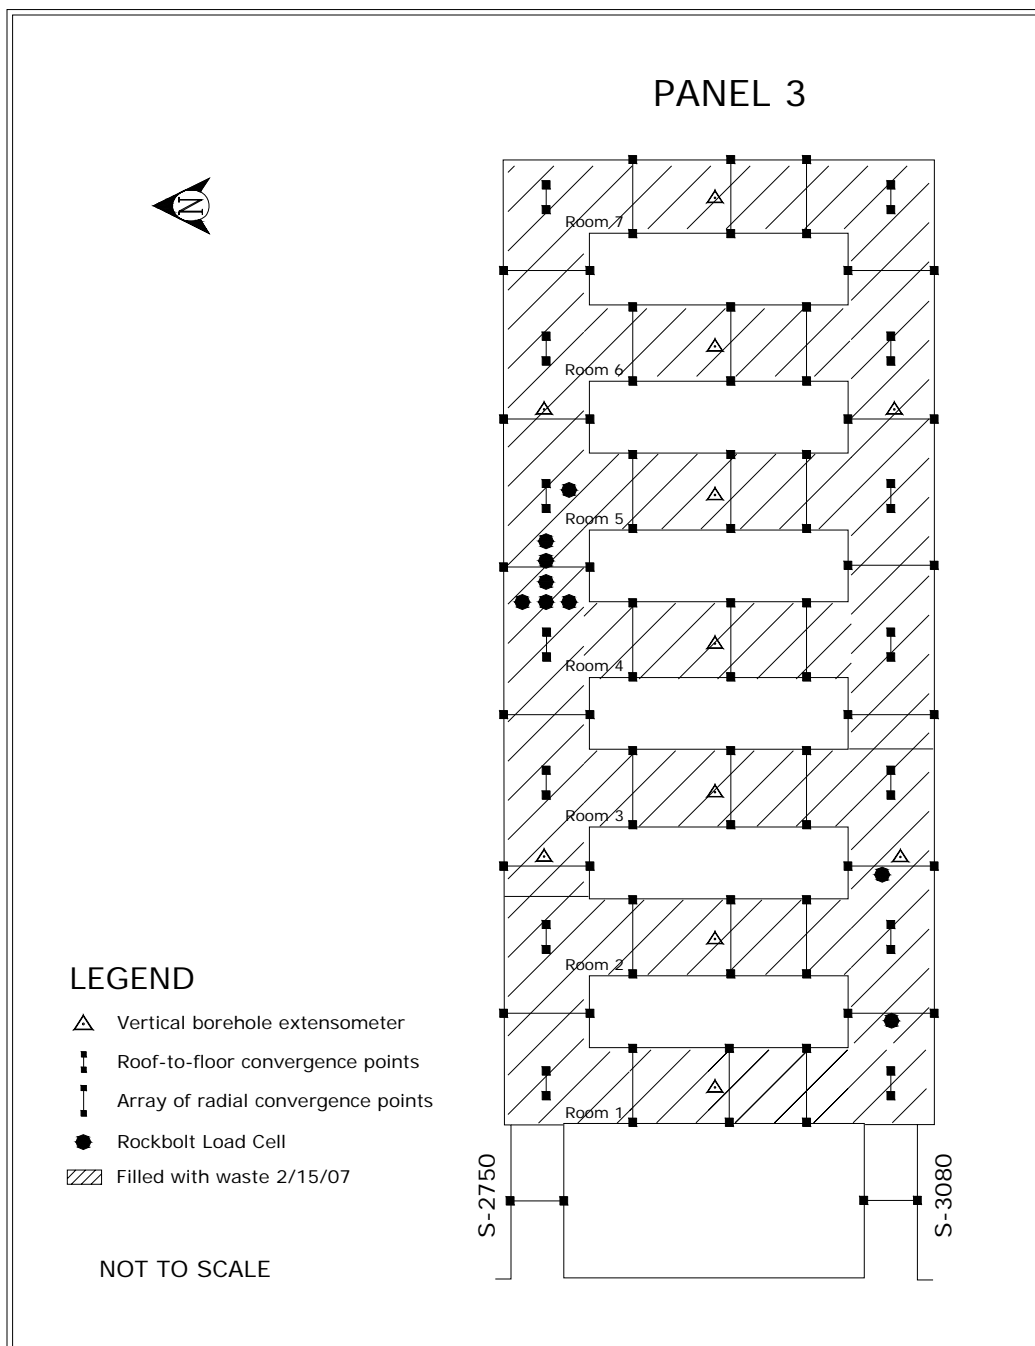 PANEL 3
N
Room 7
Room 6
Room 5
Room 4
Room 3
Room 2
Room 1
LEGEND
Vertical borehole extensometer
Roof-to-floor convergence points
Array of radial convergence points
Rockbolt Load Cell
Filled with waste 2/15/07
S-2750
S-3080
NOT TO SCALE